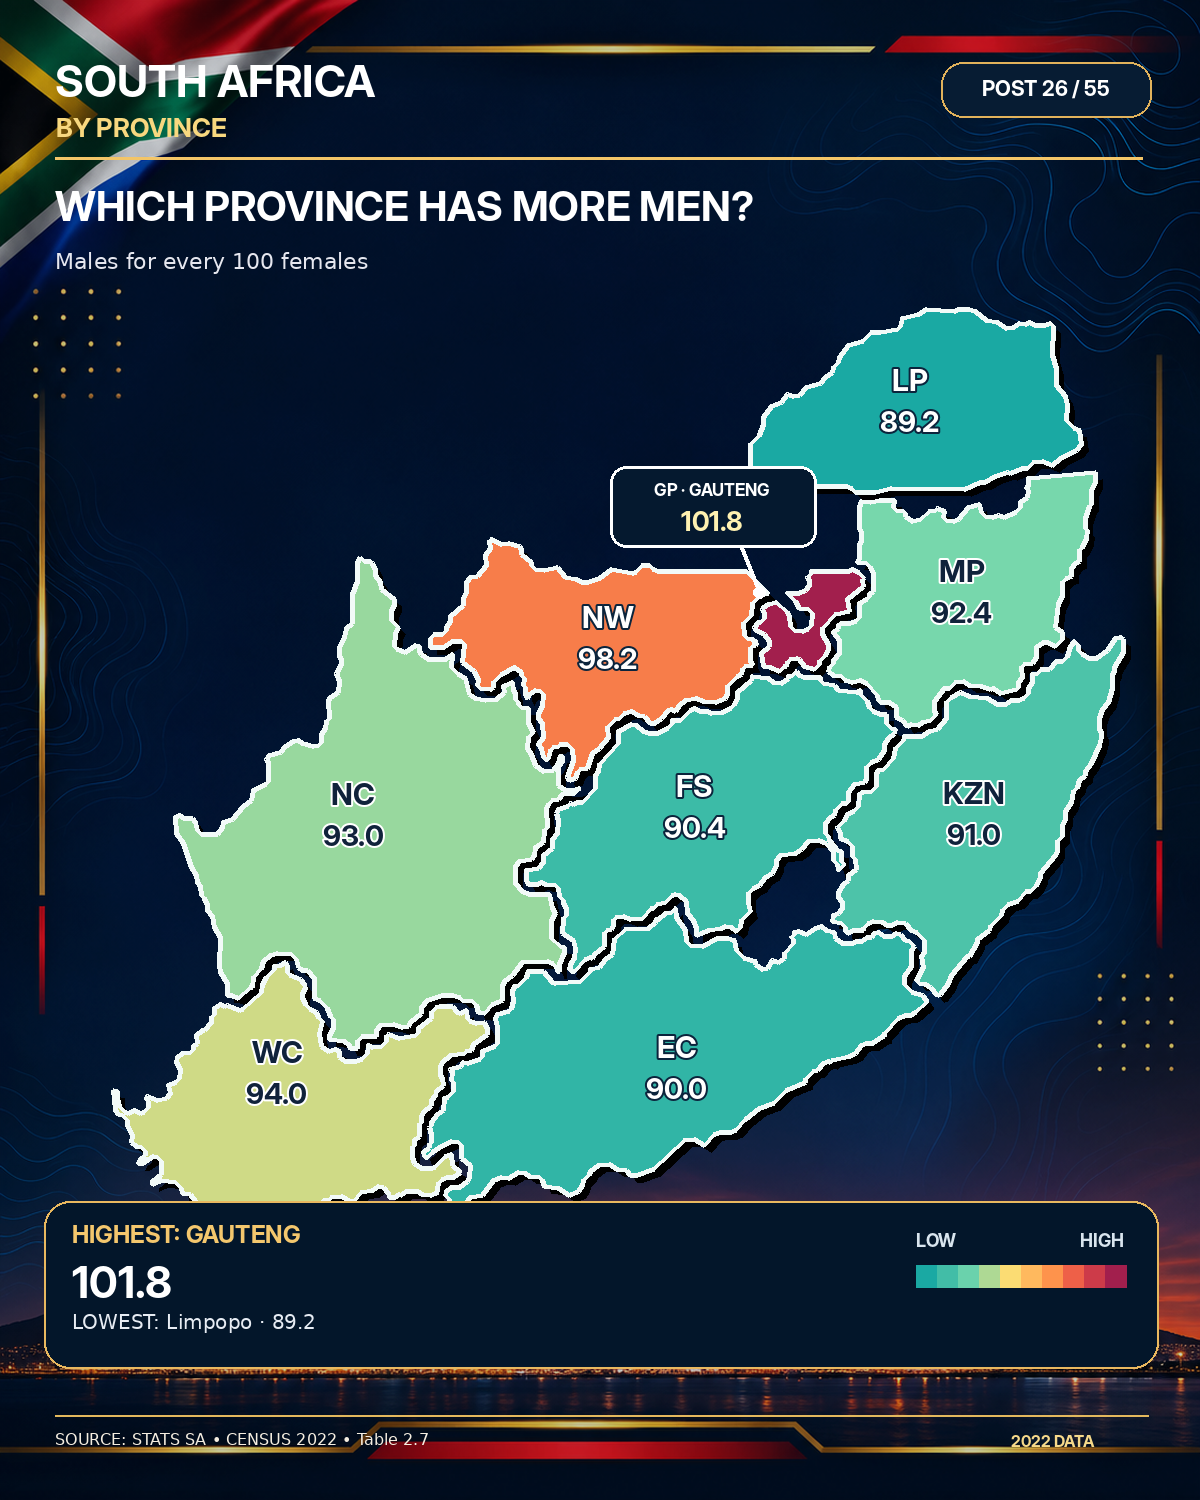 SOUTH AFRICA
BY PROVINCE
POST 26 / 55
WHICH PROVINCE HAS MORE MEN?
Males for every 100 females
LP
89.2
GP · GAUTENG
101.8
MP
92.4
NW
98.2
NC
93.0
FS
90.4
KZN
91.0
WC
94.0
EC
90.0
HIGHEST: GAUTENG
101.8
LOWEST: Limpopo · 89.2
LOW HIGH
SOURCE: STATS SA • CENSUS 2022 • Table 2.7
2022 DATA